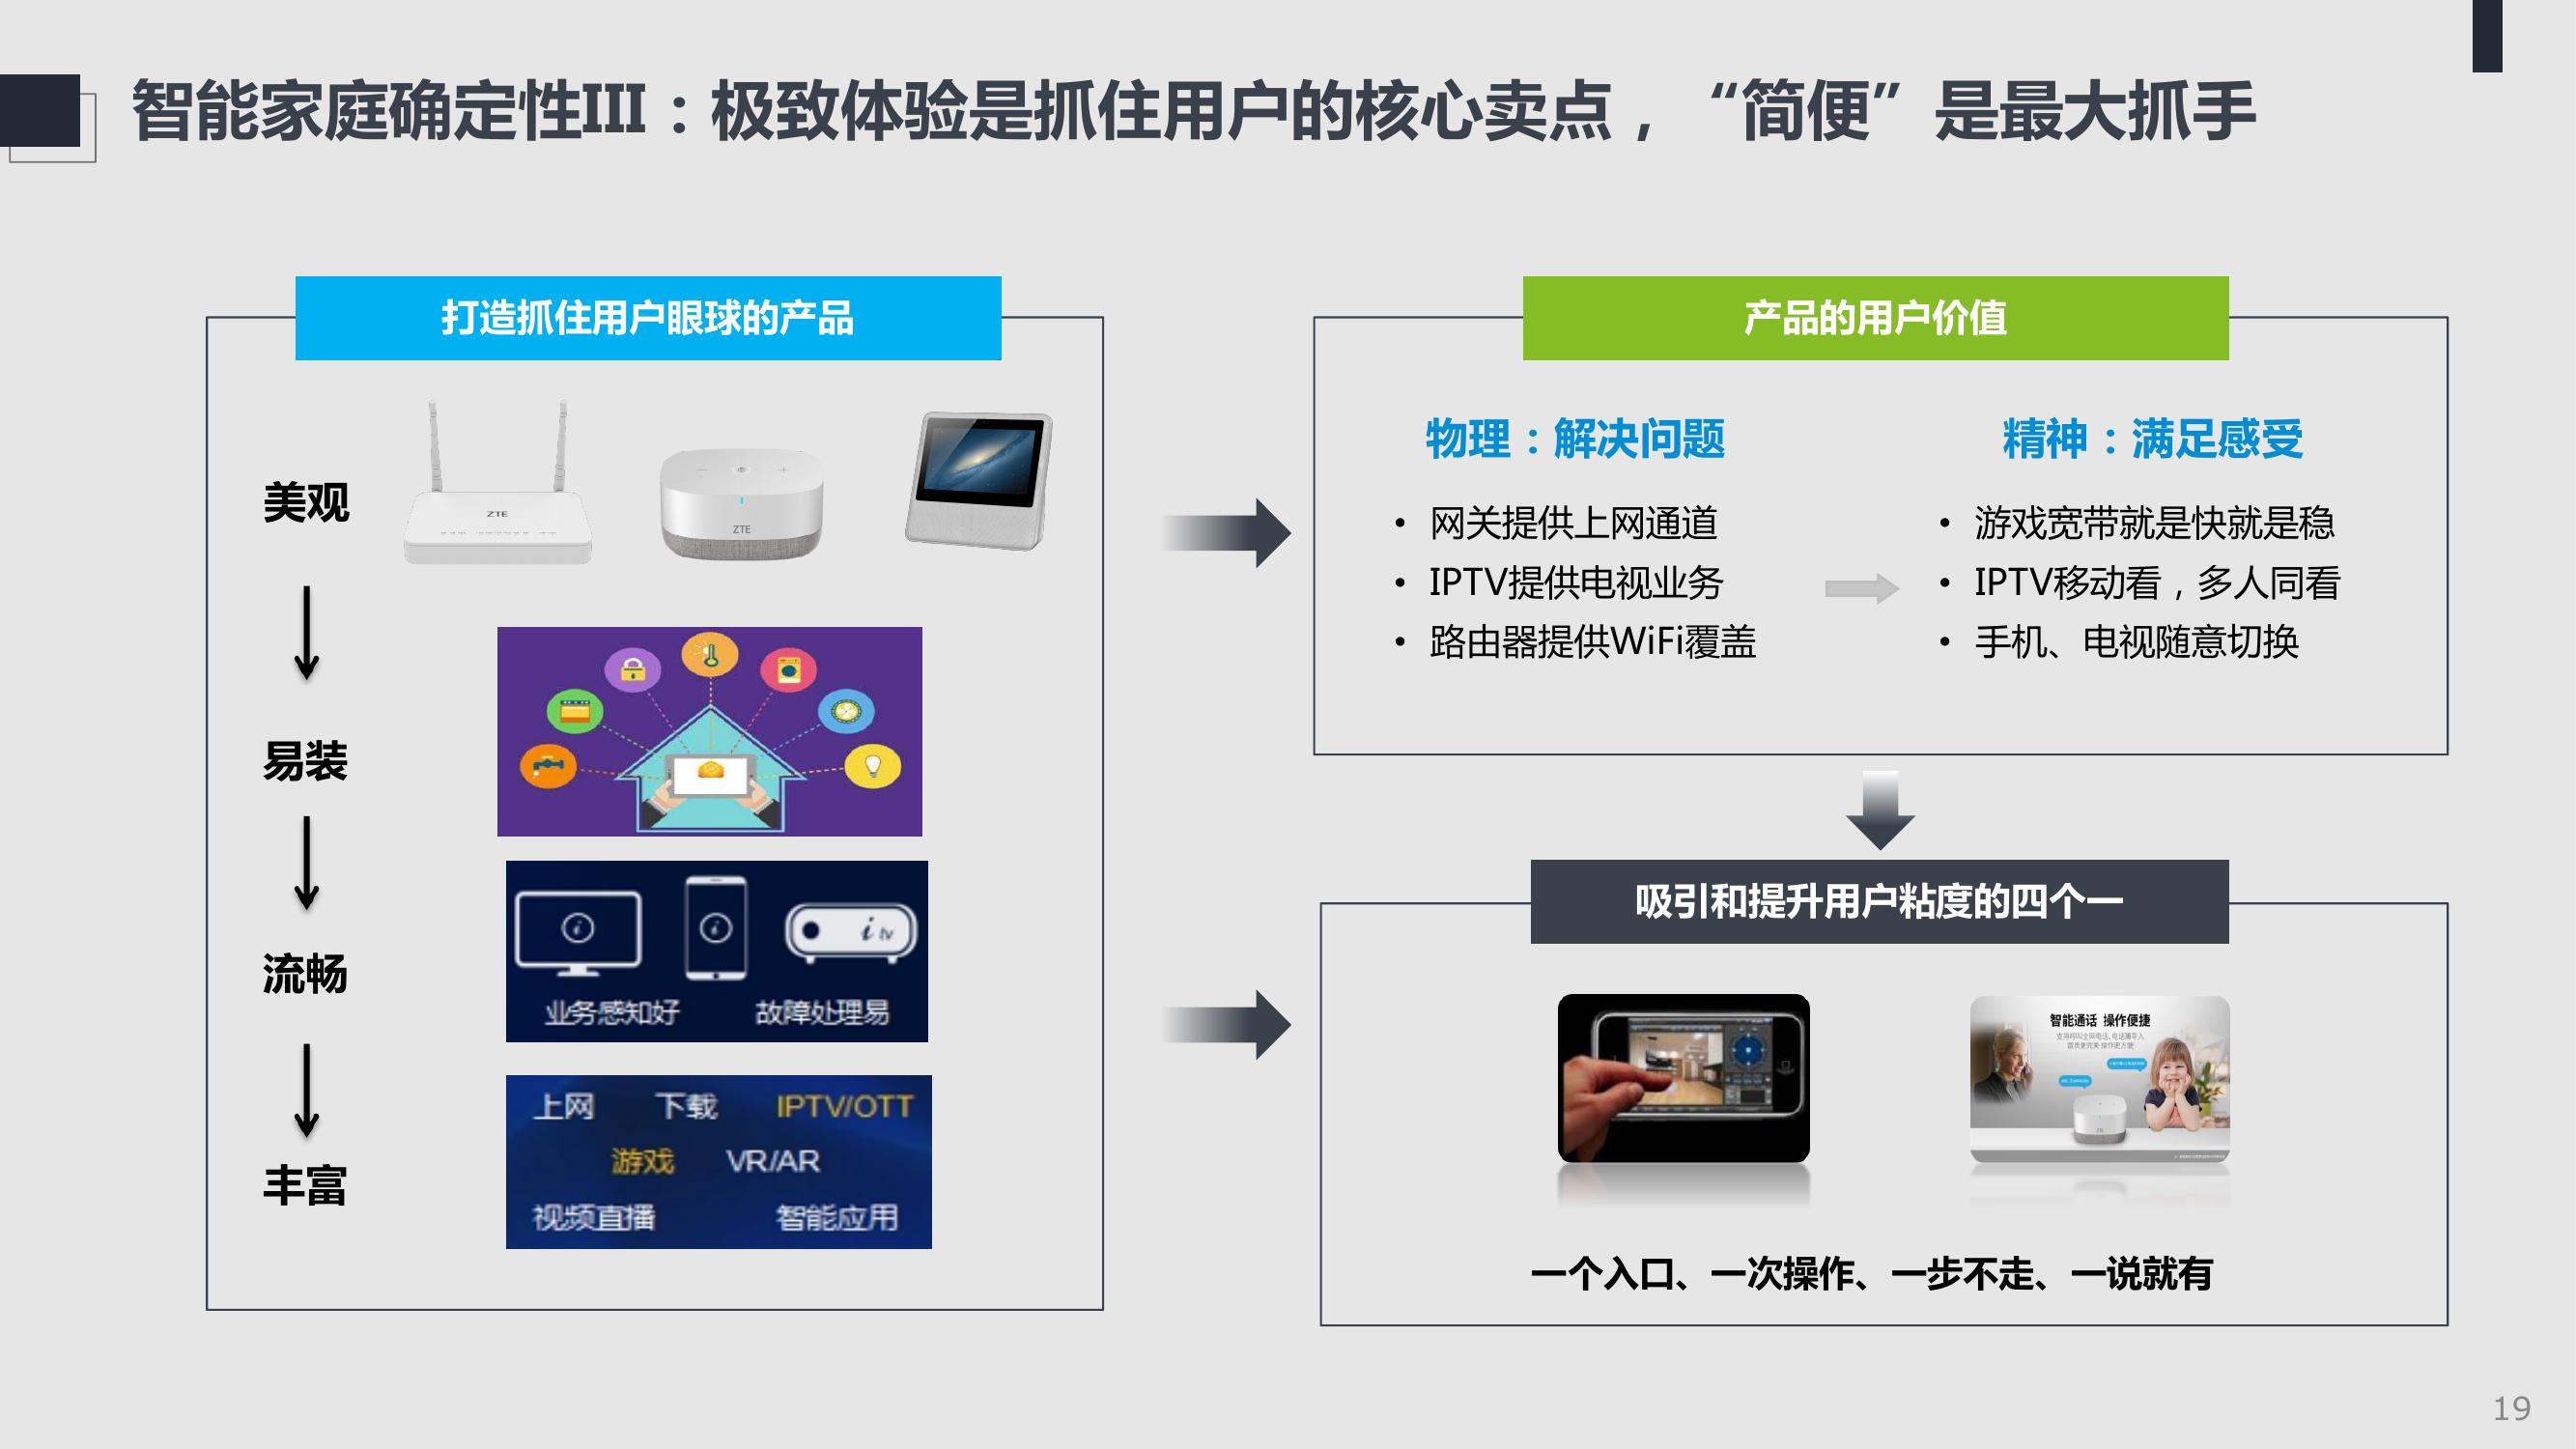 智能家庭确定性III：极致体验是抓住用户的核心卖点，“简便”是最大抓手
打造抓住用户眼球的产品
美观
ZTE
ZTE
易装
流畅
i
i
i tv
业务感知好 故障处理易
丰富
上网 下载 IPTV/OTT
游戏 VR/AR
视频直播 智能应用
产品的用户价值
物理：解决问题
• 网关提供上网通道
• IPTV提供电视业务
• 路由器提供WiFi覆盖
精神：满足感受
• 游戏宽带就是快就是稳
• IPTV移动看，多人同看
• 手机、电视随意切换
吸引和提升用户粘度的四个一
智能通话 操作便捷
一个入口、一次操作、一步不走、一说就有
19